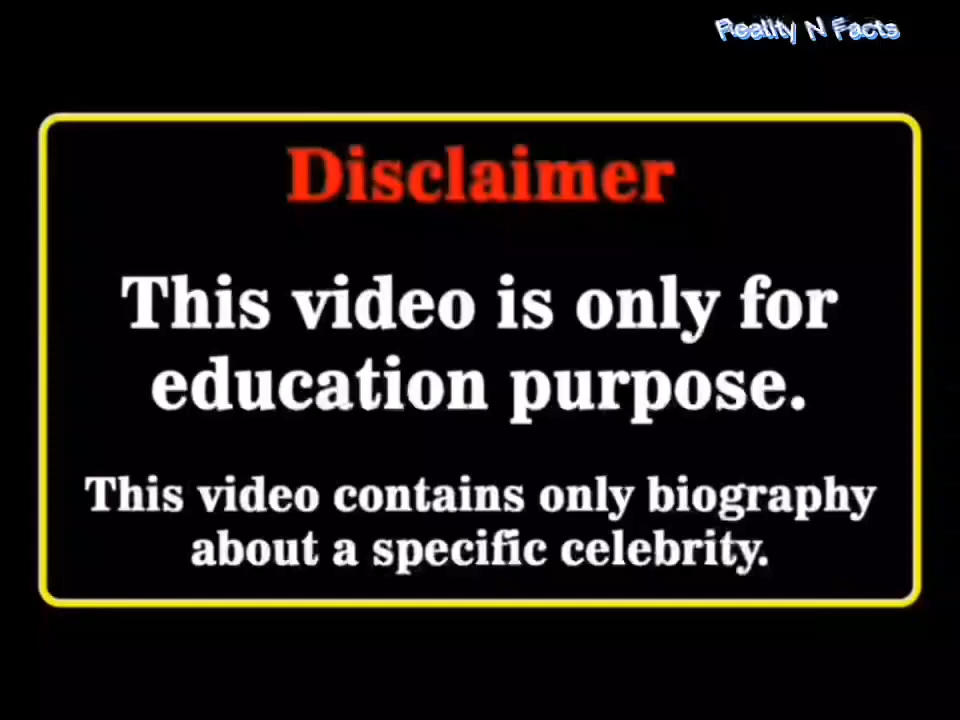 Reality N Facts
Disclaimer
This video is only for
education purpose.
This video contains only biography
about a specific celebrity.